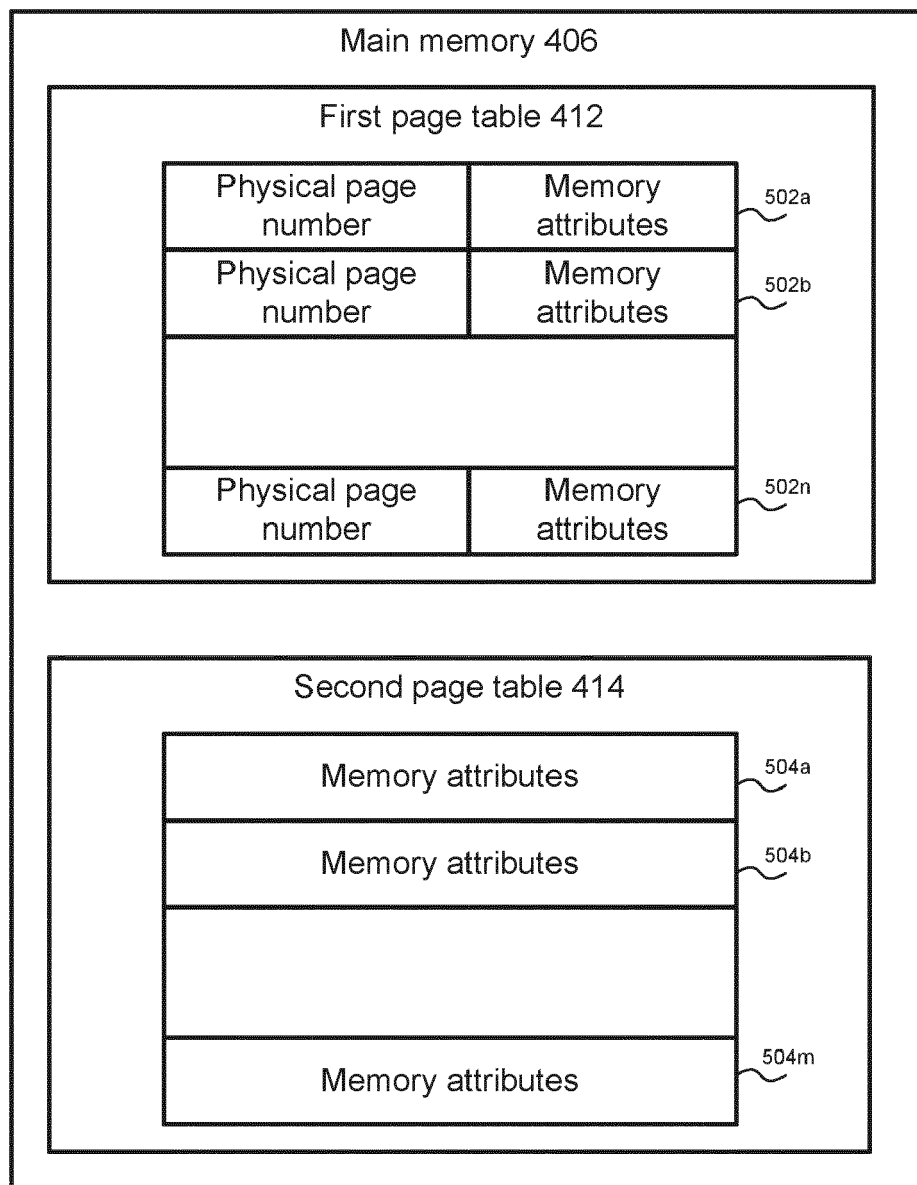 Main memory 406
First page table 412
Physical page number
Memory attributes
502a
Physical page number
Memory attributes
502b
Physical page number
Memory attributes
502n
Second page table 414
Memory attributes
504a
Memory attributes
504b
Memory attributes
504m